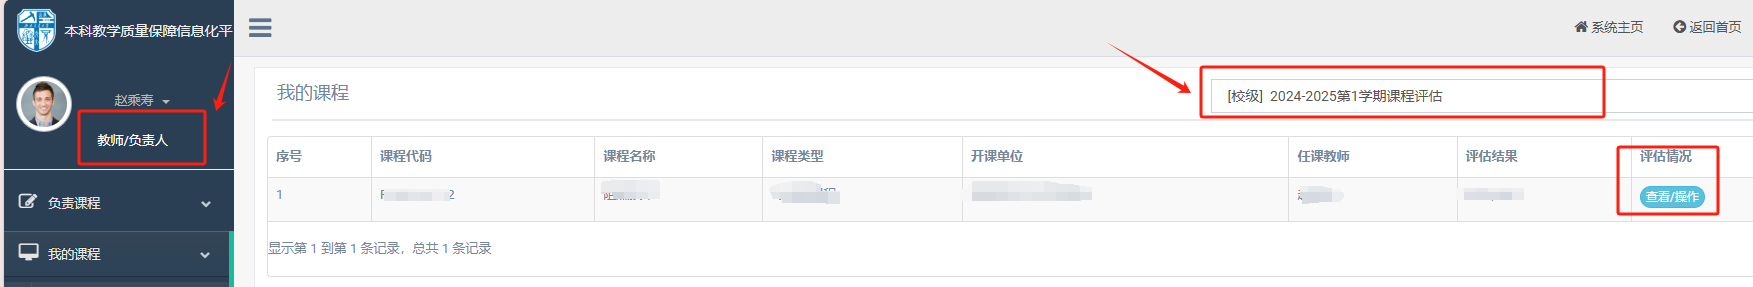 本科教学质量保障信息化平
系统主页
返回首页
赵乘寿
教师/负责人
我的课程
[校级] 2024-2025第1学期课程评估
序号 课程代码 课程名称 课程类型 开课单位 任课教师 评估结果 评估情况
1 2 查看/操作
负责课程
显示第 1 到第 1 条记录，总共 1 条记录
我的课程